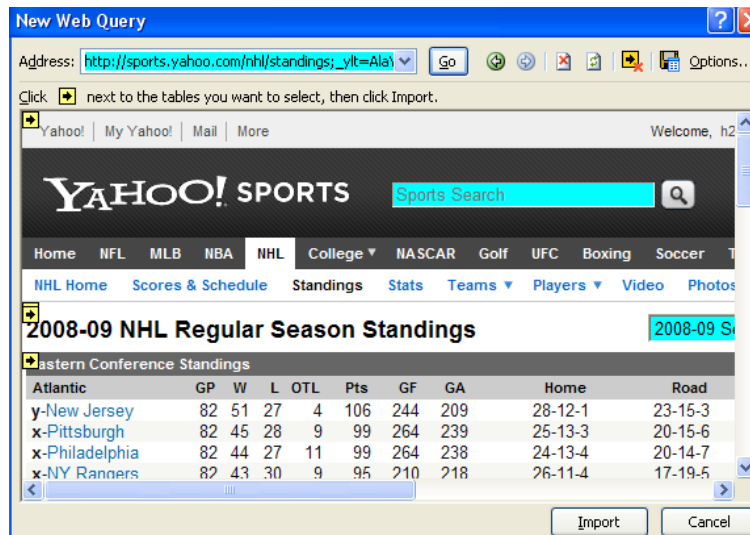 New Web Query
Address: http://sports.yahoo.com/nhl/standings;_ylt=Ala Go Options..
Click next to the tables you want to select, then click Import.
Yahoo! My Yahoo! Mail More Welcome, h2
YAHOO! SPORTS Sports Search
Home NFL MLB NBA NHL College NASCAR Golf UFC Boxing Soccer T
NHL Home Scores & Schedule Standings Stats Teams Players Video Photos
2008-09 NHL Regular Season Standings 2008-09 Se
astern Conference Standings
Atlantic GP W L OTL Pts GF GA Home Road
y-New Jersey 82 51 27 4 106 244 209 28-12-1 23-15-3
x-Pittsburgh 82 45 28 9 99 264 239 25-13-3 20-15-6
x-Philadelphia 82 44 27 11 99 264 238 24-13-4 20-14-7
x-NY Rangers 82 43 30 9 95 210 218 26-11-4 17-19-5
Import Cancel